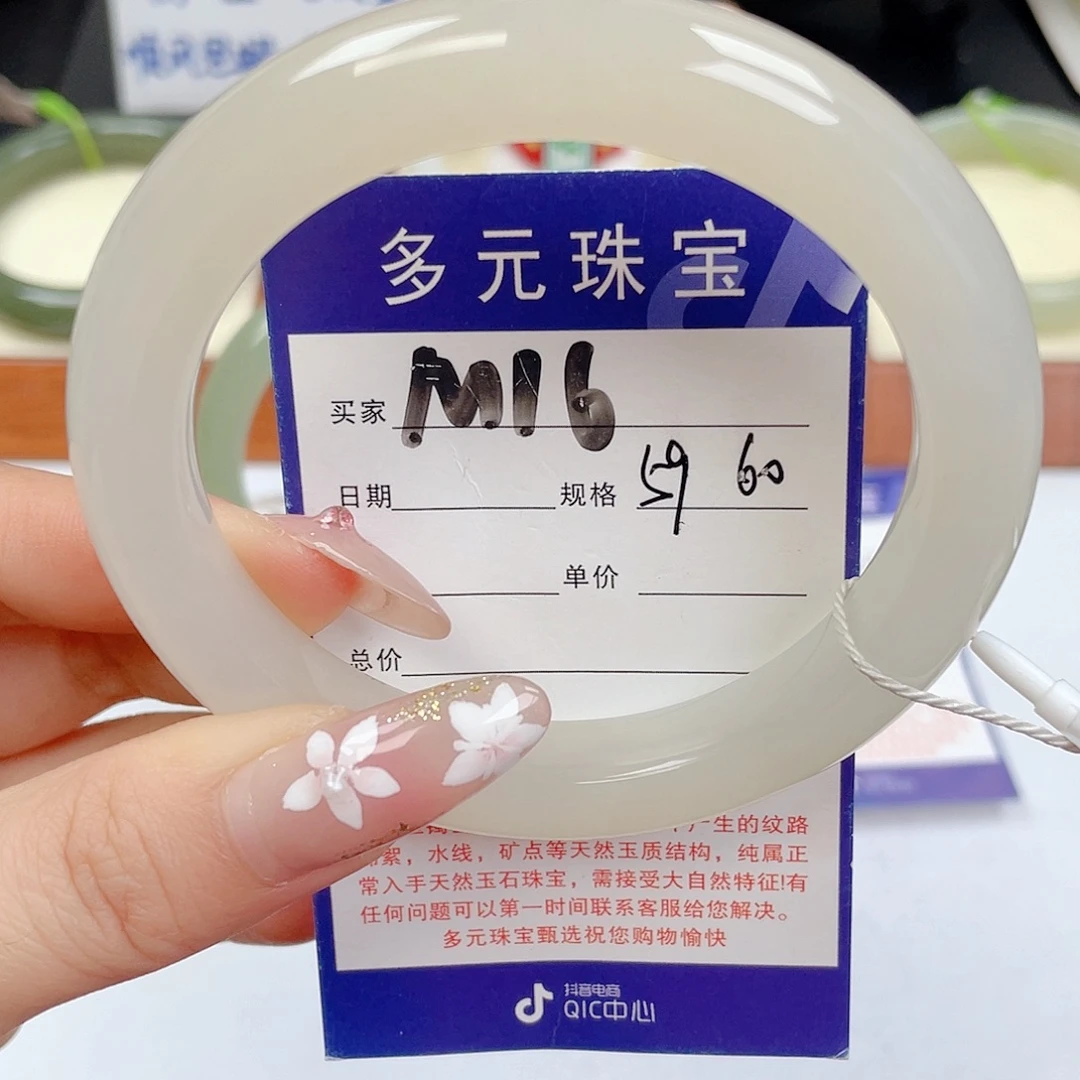 多元珠宝
买家 M16
日期 规格 59 60
单价
总价
产生的纹路
絮，水线，矿点等天然玉质结构，纯属正
常入手天然玉石珠宝，需接受大自然特征!有
任何问题可以第一时间联系客服给您解决。
多元珠宝甄选祝您购物愉快
抖音电商
QIC中心